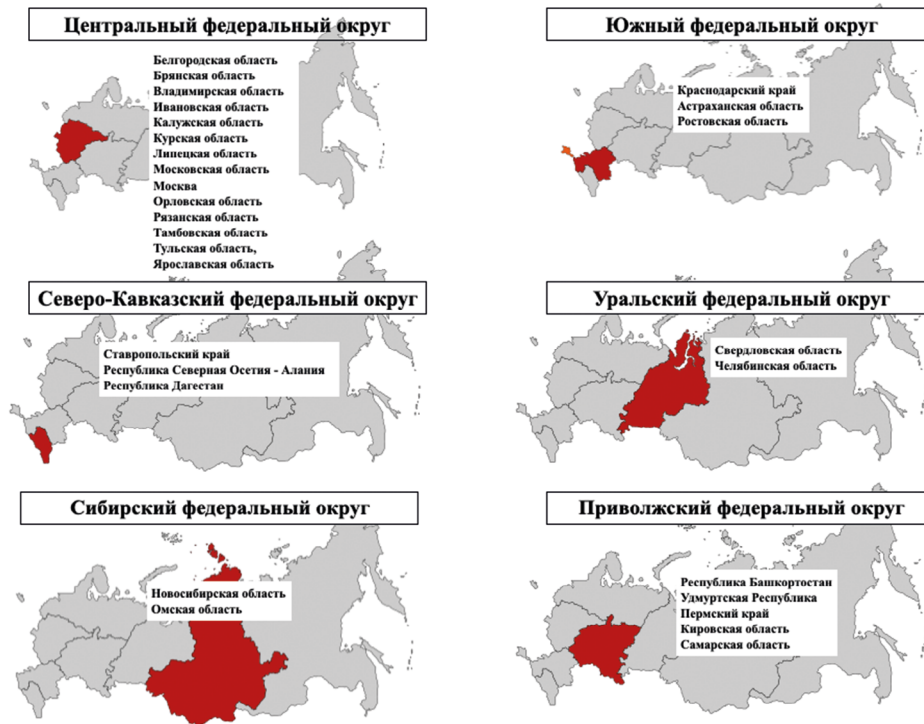 Центральный федеральный округ
Белгородская область
Брянская область
Владимирская область
Ивановская область
Калужская область
Курская область
Липецкая область
Московская область
Москва
Орловская область
Рязанская область
Тамбовская область
Тульская область,
Ярославская область
Южный федеральный округ
Краснодарский край
Астраханская область
Ростовская область
Северо-Кавказский федеральный округ
Ставропольский край
Республика Северная Осетия - Алания
Республика Дагестан
Уральский федеральный округ
Свердловская область
Челябинская область
Сибирский федеральный округ
Новосибирская область
Омская область
Приволжский федеральный округ
Республика Башкортостан
Удмуртская Республика
Пермский край
Кировская область
Самарская область